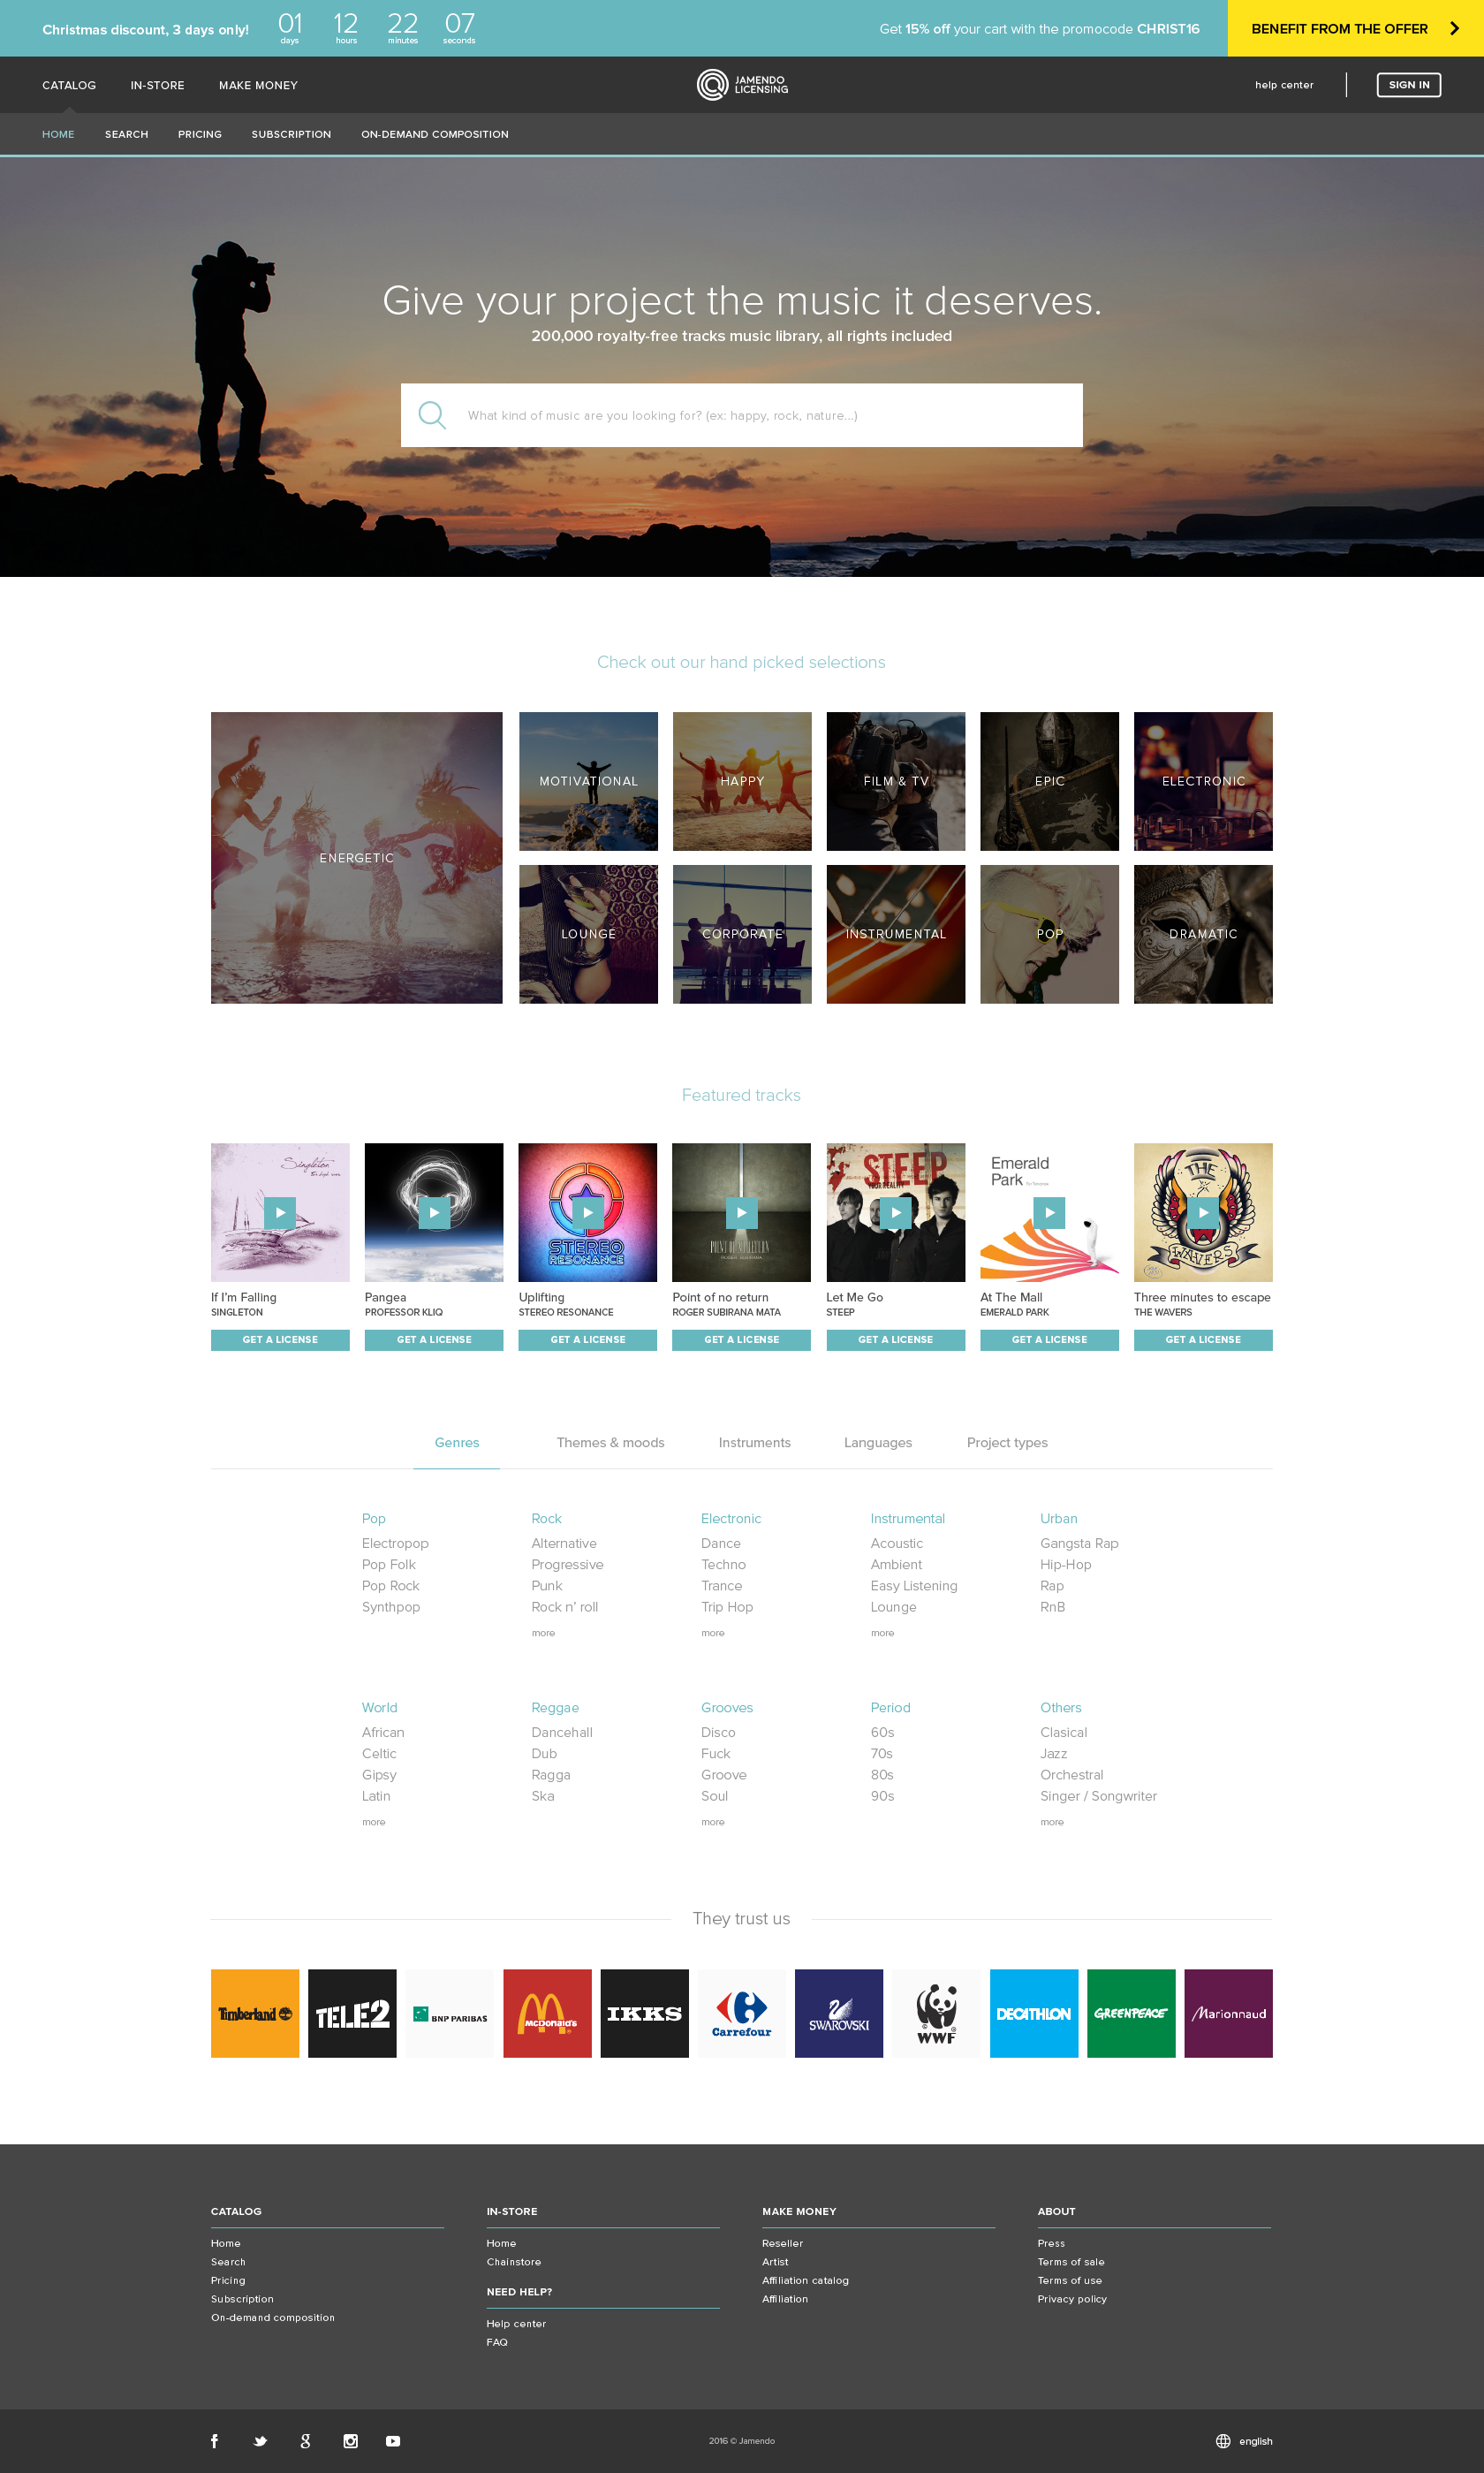 Christmas discount, 3 days only!
01 12 22 07
days hours minutes seconds
Get 15% off your cart with the promocode CHRIST16
BENEFIT FROM THE OFFER
CATALOG IN-STORE MAKE MONEY
JAMENDO
LICENSING
help center
SIGN IN
HOME SEARCH PRICING SUBSCRIPTION ON-DEMAND COMPOSITION
Give your project the music it deserves.
200,000 royalty-free tracks music library, all rights included
What kind of music are you looking for? (ex: happy, rock, nature...)
Check out our hand picked selections
ENERGETIC
MOTIVATIONAL HAPPY FILM & TV EPIC ELECTRONIC
LOUNGE CORPORATE INSTRUMENTAL POP DRAMATIC
Featured tracks
Singleton
STEREO
RESONANCE
STEEP
YOUR REALITY
Emerald
Park
THE
WAVERS
If I'm Falling Pangea Uplifting Point of no return Let Me Go At The Mall Three minutes to escape
SINGLETON PROFESSOR KLIQ STEREO RESONANCE ROGER SUBIRANA MATA STEEP EMERALD PARK THE WAVERS
GET A LICENSE GET A LICENSE GET A LICENSE GET A LICENSE GET A LICENSE GET A LICENSE GET A LICENSE
Genres Themes & moods Instruments Languages Project types
Pop Rock Electronic Instrumental Urban
Electropop Alternative Dance Acoustic Gangsta Rap
Pop Folk Progressive Techno Ambient Hip-Hop
Pop Rock Punk Trance Easy Listening Rap
Synthpop Rock n' roll Trip Hop Lounge RnB
more more more
World Reggae Grooves Period Others
African Dancehall Disco 60s Clasical
Celtic Dub Fuck 70s Jazz
Gipsy Ragga Groove 80s Orchestral
Latin Ska Soul 90s Singer / Songwriter
more more more
They trust us
Timberland
TELE2
BNP PARIBAS
McDonald's
IKKS
Carrefour
SWAROVSKI
WWF
DECATHLON
GREENPEACE
Marionnaud
CATALOG
Home
Search
Pricing
Subscription
On-demand composition
IN-STORE
Home
Chainstore
NEED HELP?
Help center
FAQ
MAKE MONEY
Reseller
Artist
Affiliation catalog
Affiliation
ABOUT
Press
Terms of sale
Terms of use
Privacy policy
2016 © Jamendo
english